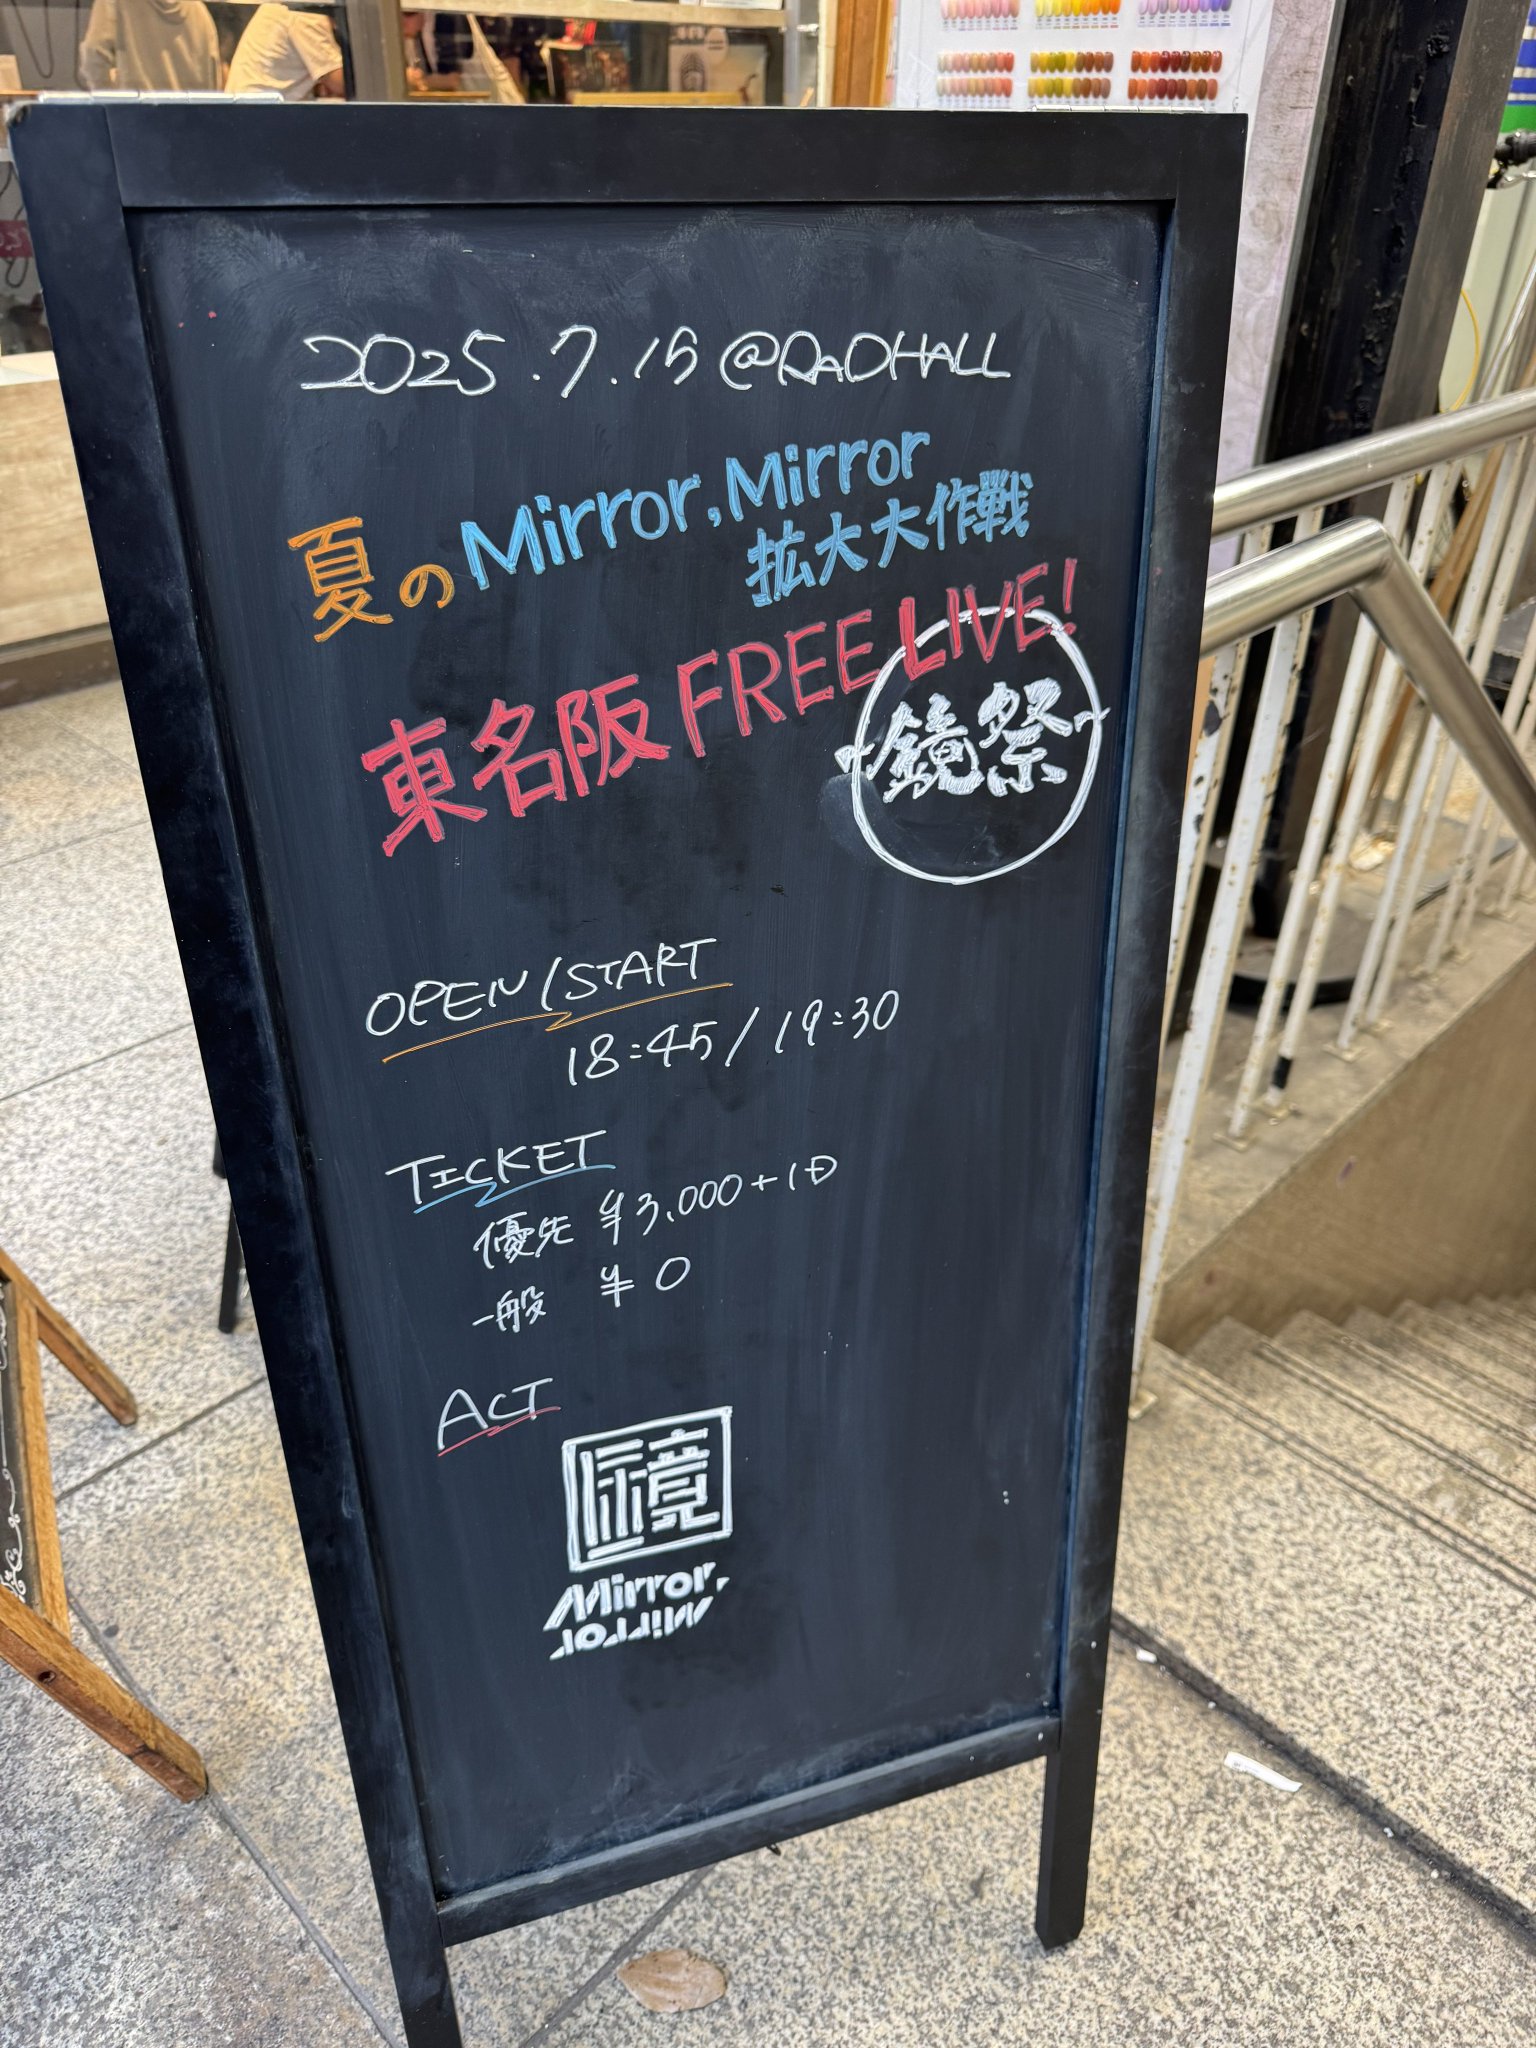 2025.7.15 @RADHALL
夏のMirror,Mirror
拡大大作戦
東名阪 FREE LIVE!
~鏡祭~
OPEN/START
18:45/19:30
TICKET
優先 ¥3,000+1D
一般 ¥0
ACT
鏡
Mirror,
Mirror